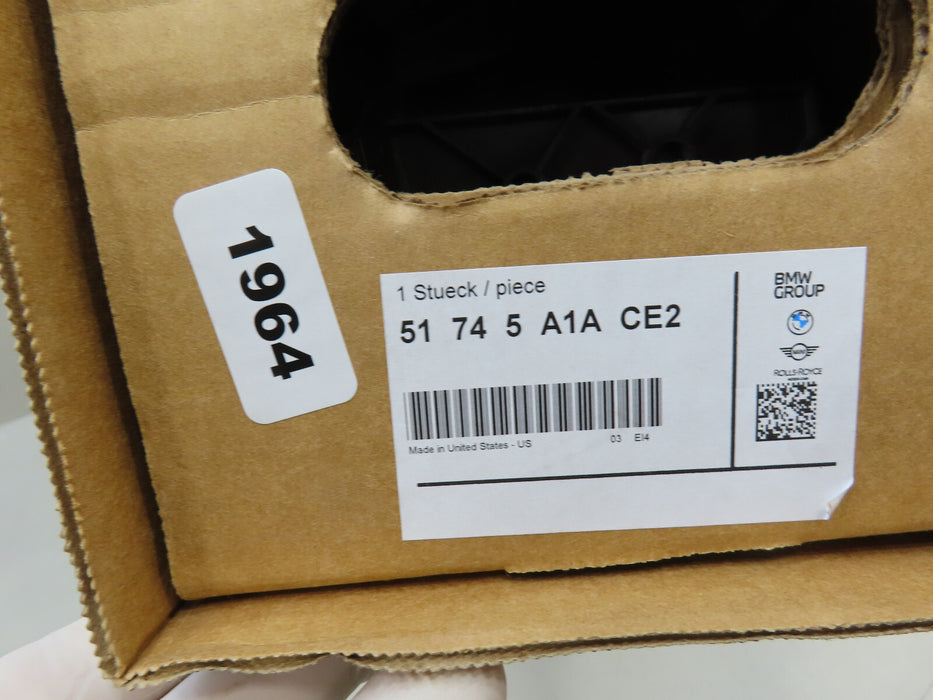 1964
1 Stueck / piece
51 74 5 A1A CE2
Made in United States - US 03 EI4
BMW
GROUP
MINI
ROLLS-ROYCE